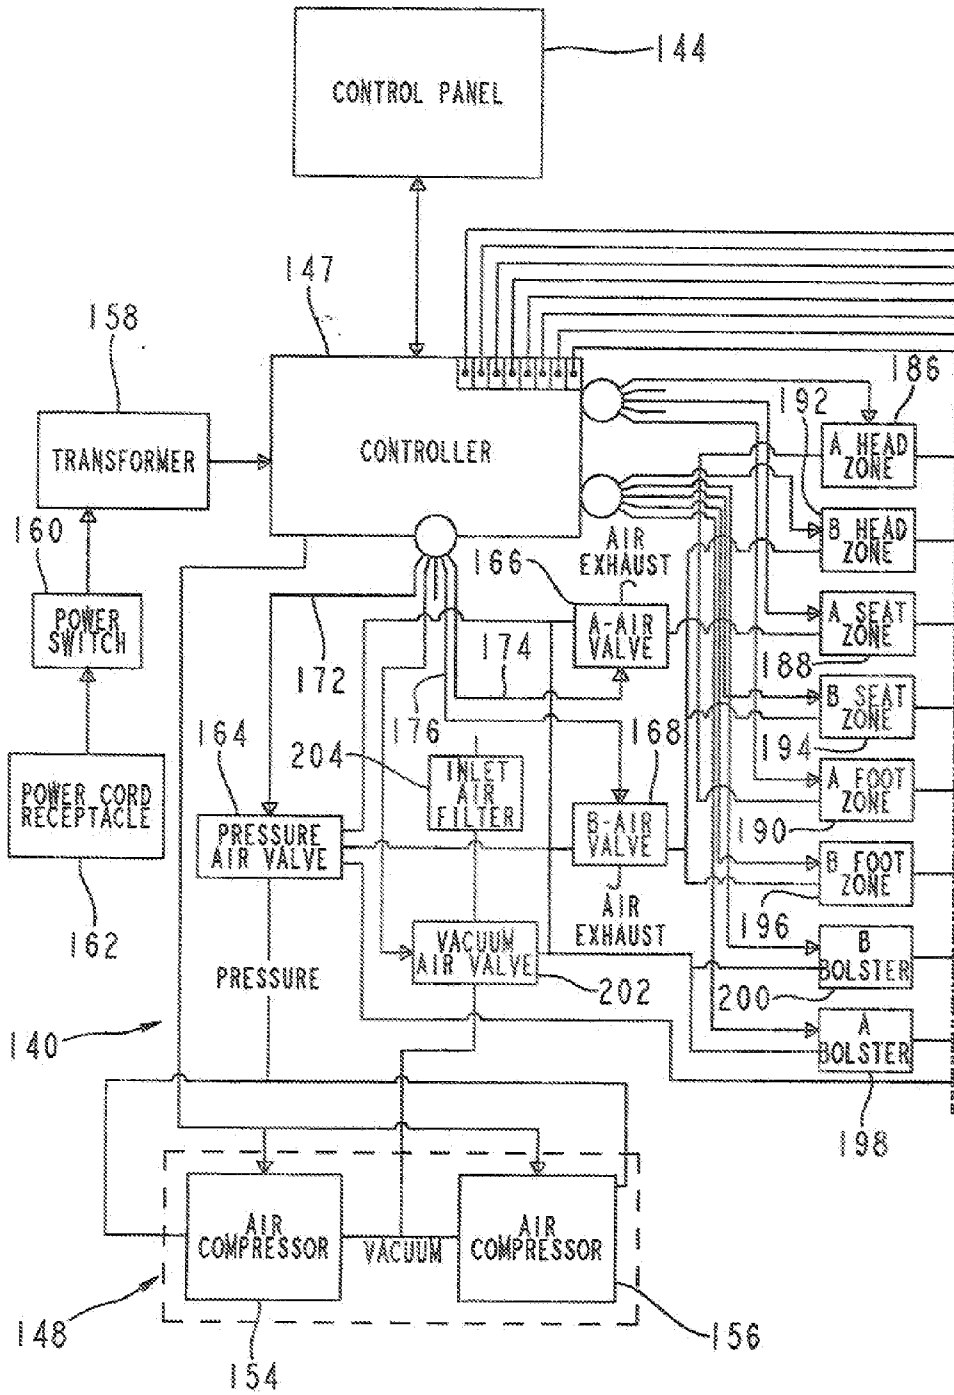 144
CONTROL PANEL
147
158
186
192
TRANSFORMER
CONTROLLER
A HEAD
ZONE
160
B HEAD
ZONE
AIR
EXHAUST
166
POWER
SWITCH
A-AIR
VALVE
A SEAT
ZONE
188
172
174
176
B SEAT
ZONE
194
164
204
168
INLET
AIR
FILTER
POWER CORD
RECEPTACLE
A FOOT
ZONE
190
PRESSURE
AIR VALVE
B-AIR
VALVE
B FOOT
ZONE
196
162
AIR
EXHAUST
VACUUM
AIR VALVE
202
B
BOLSTER
200
PRESSURE
140
A
BOLSTER
198
AIR
COMPRESSOR
VACUUM
AIR
COMPRESSOR
148
154
156